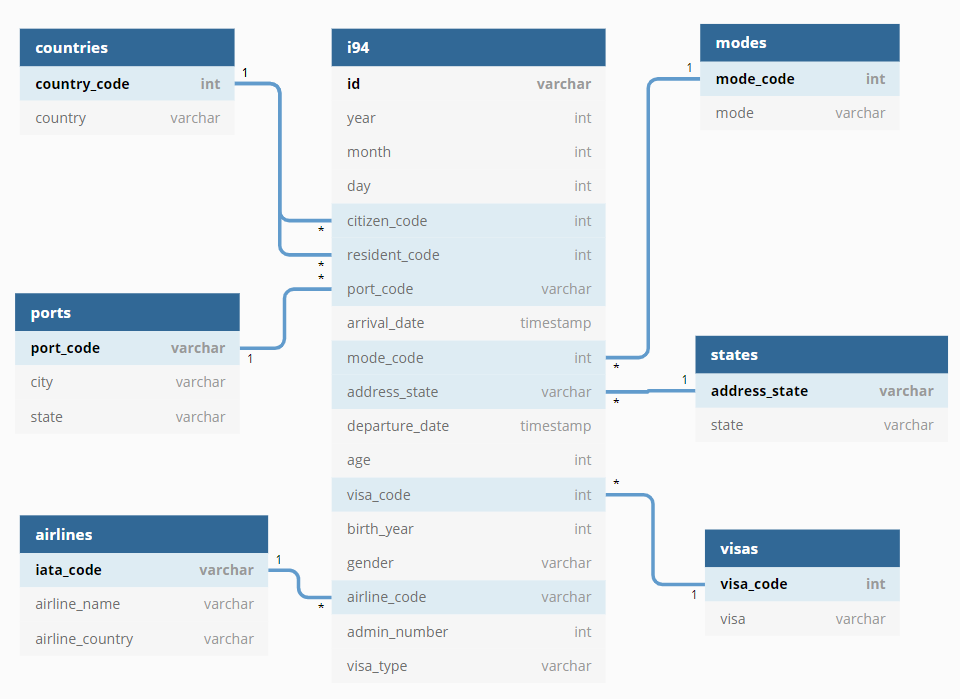 countries
country_code int
country varchar
ports
port_code varchar
city varchar
state varchar
airlines
iata_code varchar
airline_name varchar
airline_country varchar
i94
id varchar
year int
month int
day int
citizen_code int
resident_code int
port_code varchar
arrival_date timestamp
mode_code int
address_state varchar
departure_date timestamp
age int
visa_code int
birth_year int
gender varchar
airline_code varchar
admin_number int
visa_type varchar
modes
mode_code int
mode varchar
states
address_state varchar
state varchar
visas
visa_code int
visa varchar
1
*
*
*
1
1
*
1
*
1
*
*
1